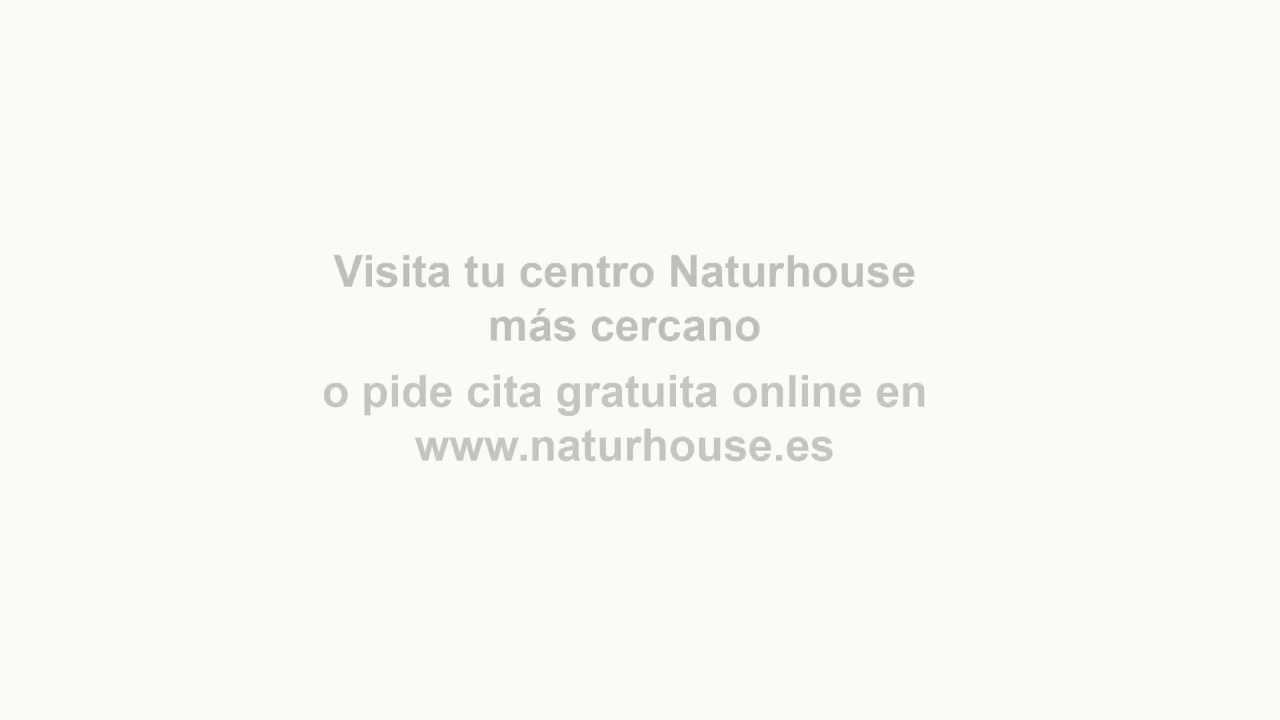 Visita tu centro Naturhouse
más cercano
o pide cita gratuita online en
www.naturhouse.es